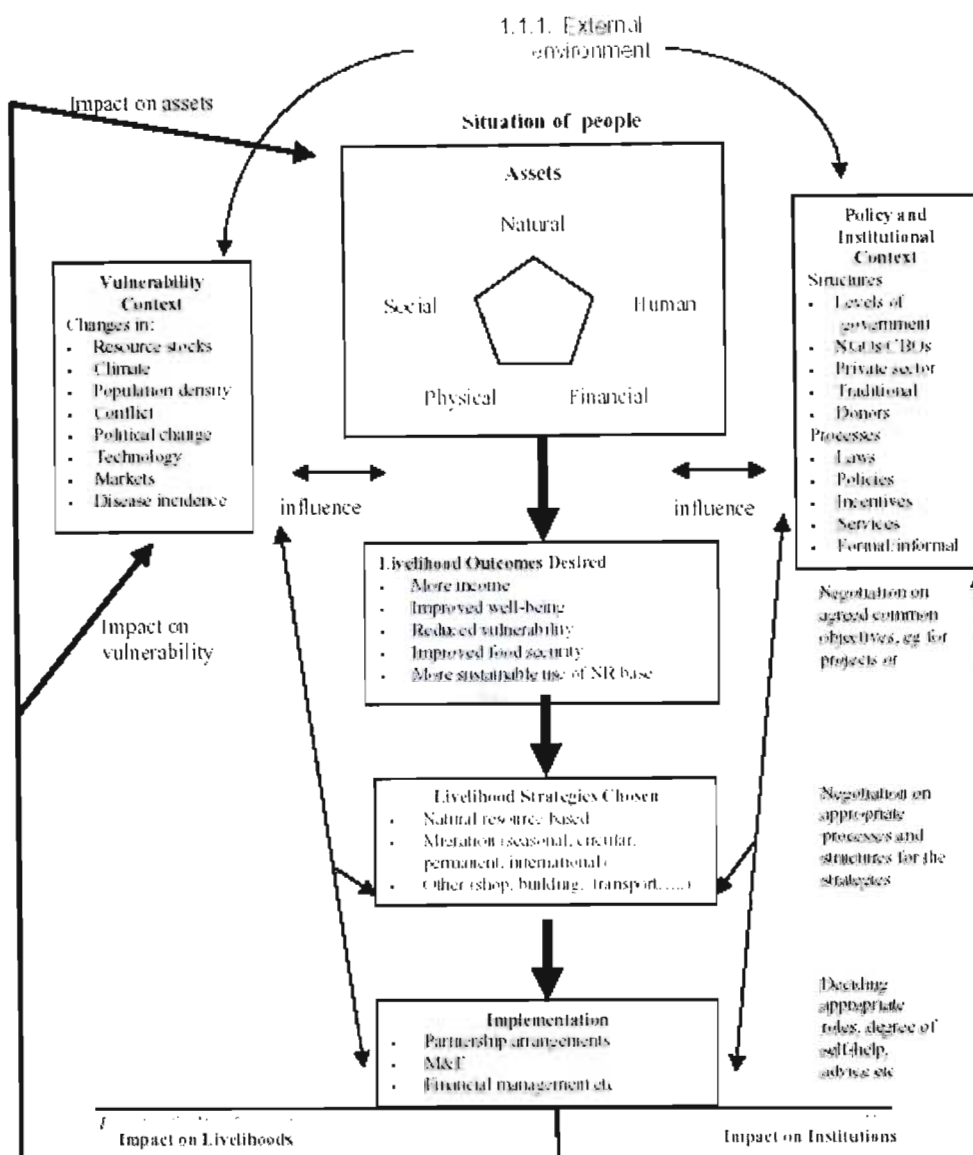 1.1.1. External
environment
Impact on assets
Situation of people
Assets
Natural
Social
Human
Physical
Financial
Vulnerability
Context
Changes in:
• Resource stocks
• Climate
• Population density
• Conflict
• Political change
• Technology
• Markets
• Disease incidence
Policy and
Institutional
Context
Structures
• Levels of
government
• NGOs/CBOs
• Private sector
• Traditional
• Donors
Processes
• Laws
• Policies
• Incentives
• Services
• Formal/informal
influence
influence
Livelihood Outcomes Desired
• More income
• Improved well-being
• Reduced vulnerability
• Improved food security
• More sustainable use of NR base
Impact on
vulnerability
Negotiation on
agreed common
objectives, eg for
projects or
Livelihood Strategies Chosen
• Natural resource based
• Migration (seasonal, circular,
permanent, international)
• Other (shop, building, transport, ....)
Negotiation on
appropriate
processes and
structures for the
strategies
Implementation
• Partnership arrangements
• M&E
• Financial management etc
Deciding
appropriate
roles, degree of
self-help,
advice etc
Impact on Livelihoods
Impact on Institutions